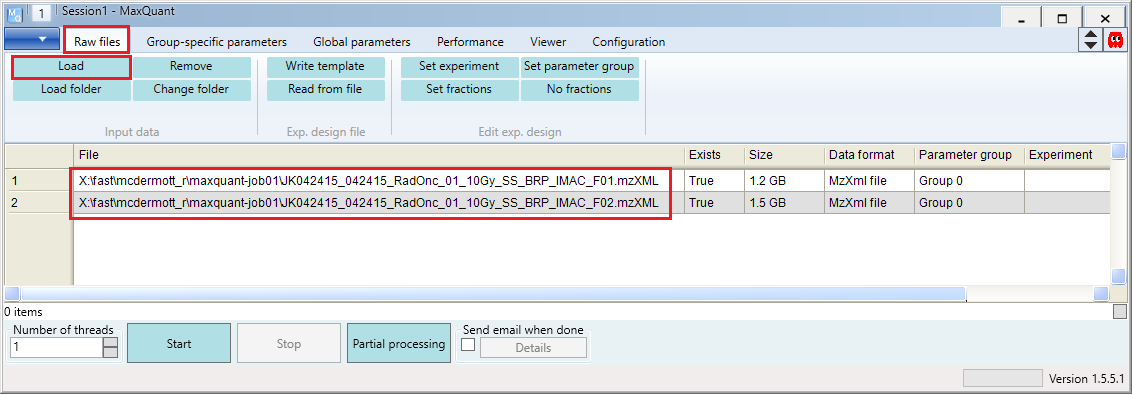 1 Session1 - MaxQuant
Raw files Group-specific parameters Global parameters Performance Viewer Configuration
Load Remove Write template Set experiment Set parameter group
Load folder Change folder Read from file Set fractions No fractions
Input data Exp. design file Edit exp. design
File Exists Size Data format Parameter group Experiment
1 X:\fast\mcdermott_r\maxquant-job01\JK042415_042415_RadOnc_01_10Gy_SS_BRP_IMAC_F01.mzXML True 1.2 GB MzXml file Group 0
2 X:\fast\mcdermott_r\maxquant-job01\JK042415_042415_RadOnc_01_10Gy_SS_BRP_IMAC_F02.mzXML True 1.5 GB MzXml file Group 0
0 items
Number of threads Send email when done
1 Start Stop Partial processing Details
Version 1.5.5.1